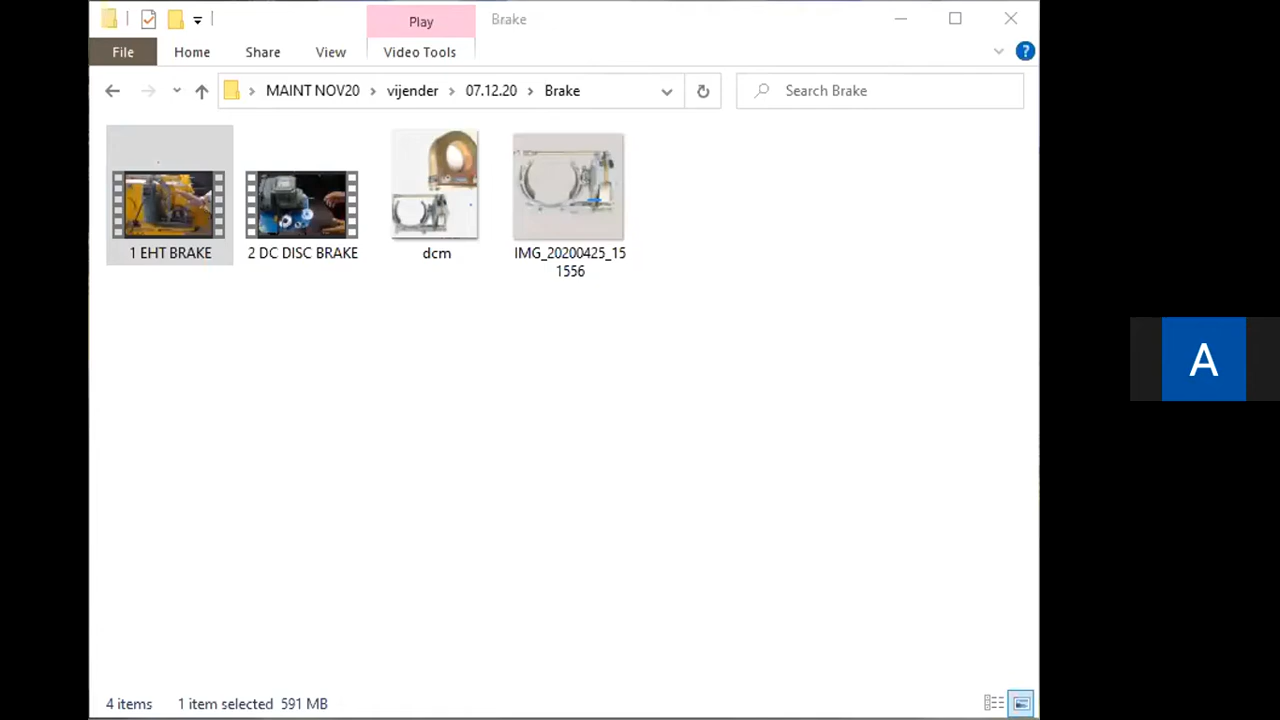 Play
Brake
File
Home
Share
View
Video Tools
?
MAINT NOV20
vijender
07.12.20
Brake
Search Brake
1 EHT BRAKE
2 DC DISC BRAKE
dcm
IMG_20200425_15
1556
A
4 items
1 item selected 591 MB